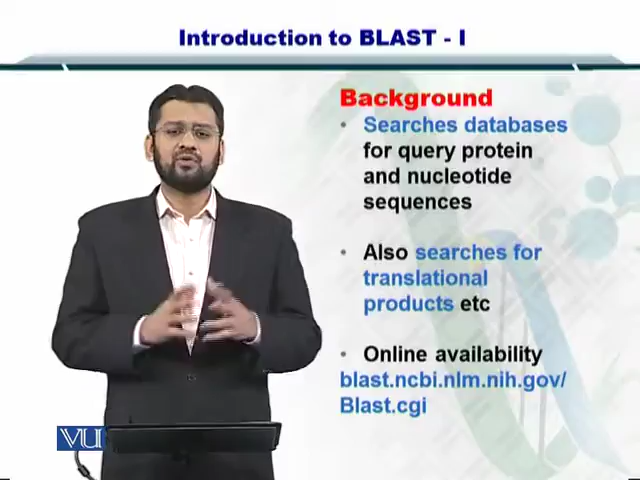 Introduction to BLAST - I
Background
• Searches databases
for query protein
and nucleotide
sequences
• Also searches for
translational
products etc
• Online availability
blast.ncbi.nlm.nih.gov/
Blast.cgi
VU